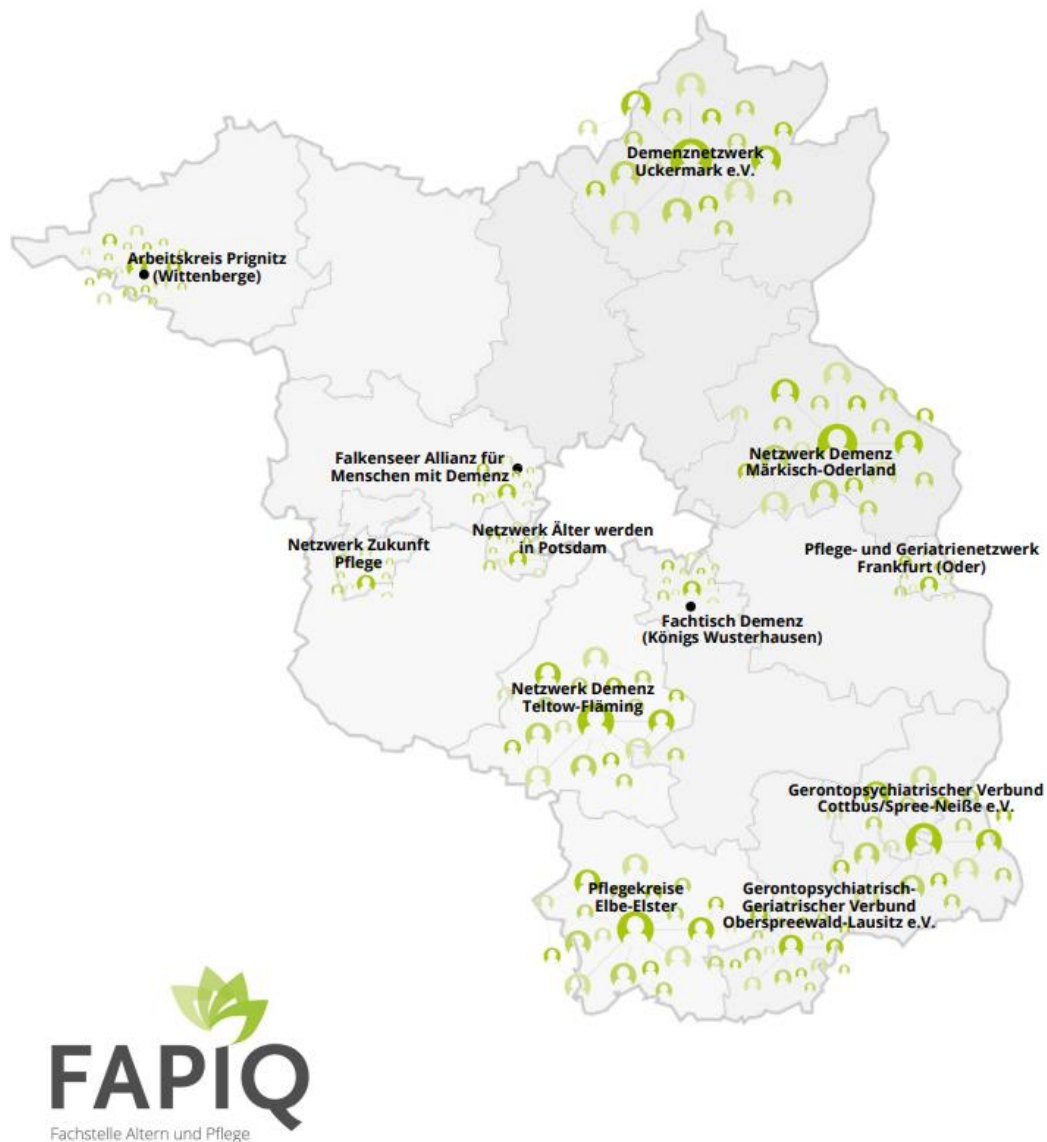 Demenznetzwerk
Uckermark e.V.
Arbeitskreis Prignitz
(Wittenberge)
Falkenseer Allianz für
Menschen mit Demenz
Netzwerk Demenz
Märkisch-Oderland
Netzwerk Zukunft
Pflege
Netzwerk Älter werden
in Potsdam
Pflege- und Geriatrienetzwerk
Frankfurt (Oder)
Fachtisch Demenz
(Königs Wusterhausen)
Netzwerk Demenz
Teltow-Fläming
Gerontopsychiatrischer Verbund
Cottbus/Spree-Neiße e.V.
Pflegekreise
Elbe-Elster
Gerontopsychiatrisch-
Geriatrischer Verbund
Oberspreewald-Lausitz e.V.
FAPIQ
Fachstelle Altern und Pflege